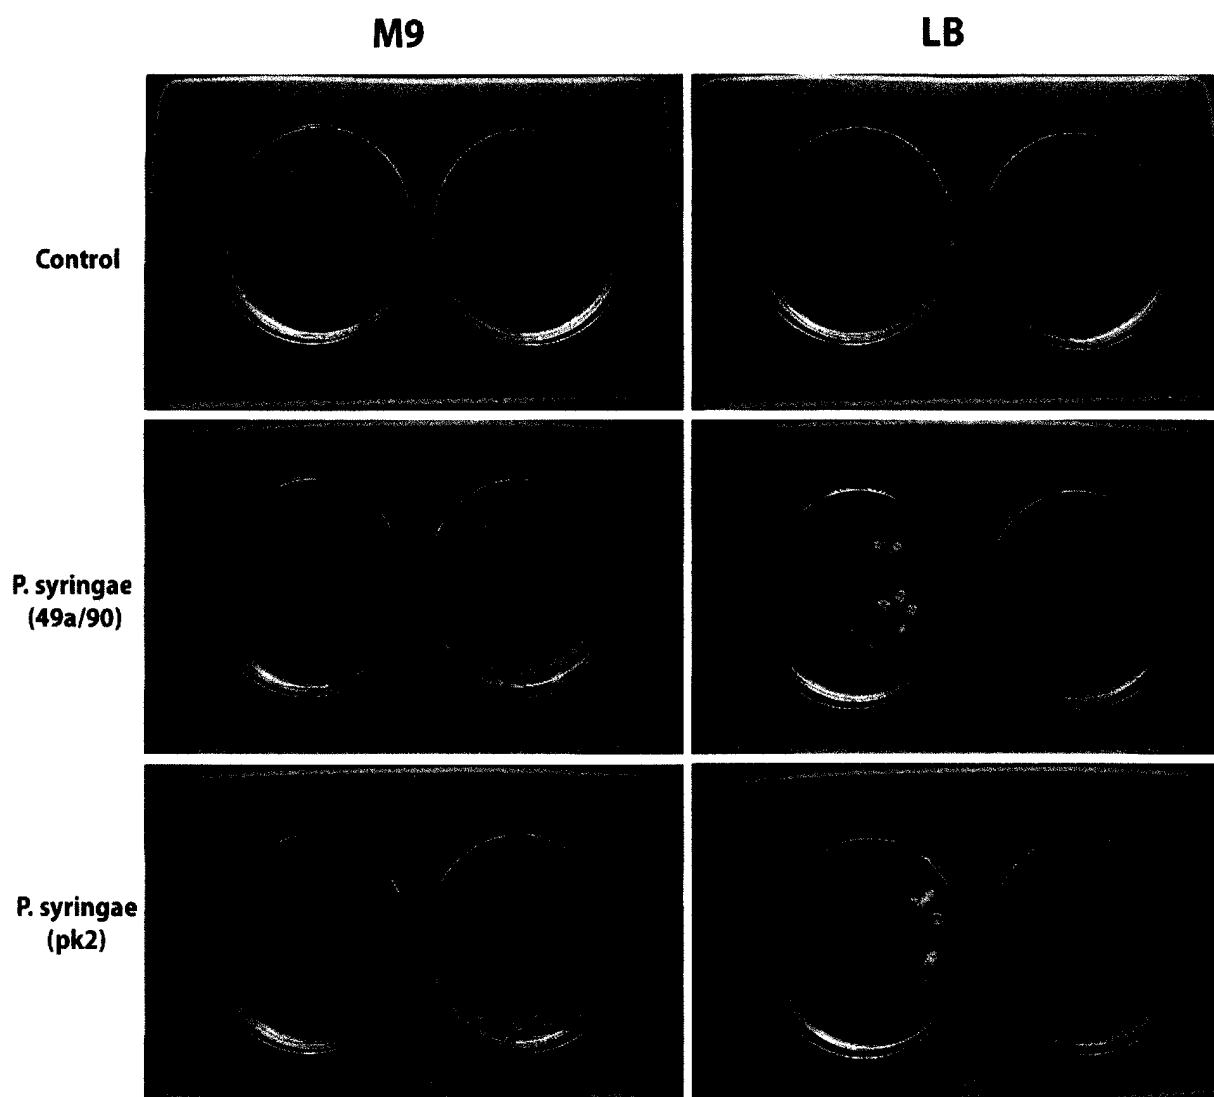 M9
LB
Control
P. syringae
(49a/90)
P. syringae
(pk2)